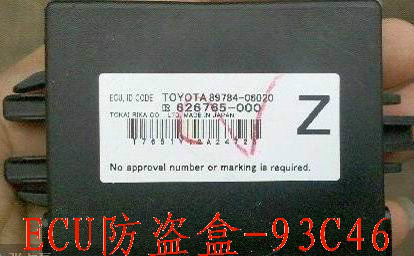 ECU, ID CODE TOYOTA 89784-08020
626765-000
TOKAI RIKA CO., LTD. MADE IN JAPAN
Z
No approval number or marking is required.
ECU防盗盒-93C46